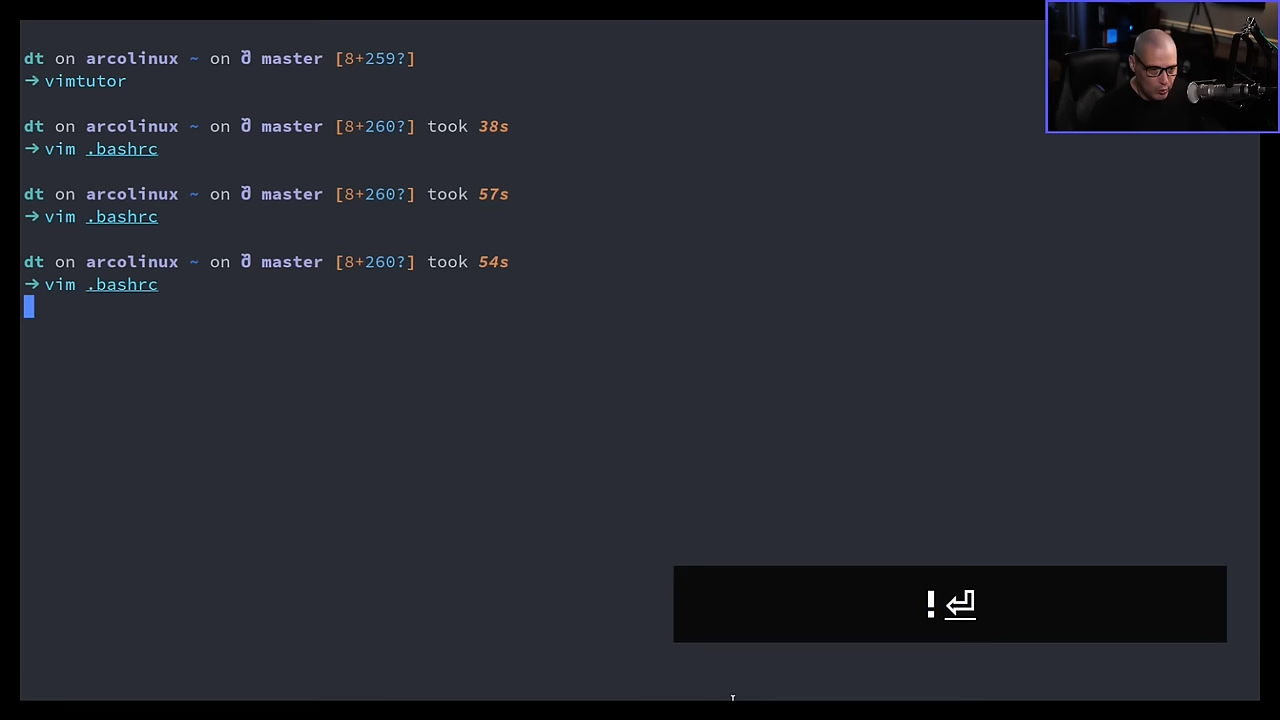 dt on arcolinux ~ on ð master [8+259?]
→ vimtutor
dt on arcolinux ~ on ð master [8+260?] took 38s
→ vim .bashrc
dt on arcolinux ~ on ð master [8+260?] took 57s
→ vim .bashrc
dt on arcolinux ~ on ð master [8+260?] took 54s
→ vim .bashrc
!⏎